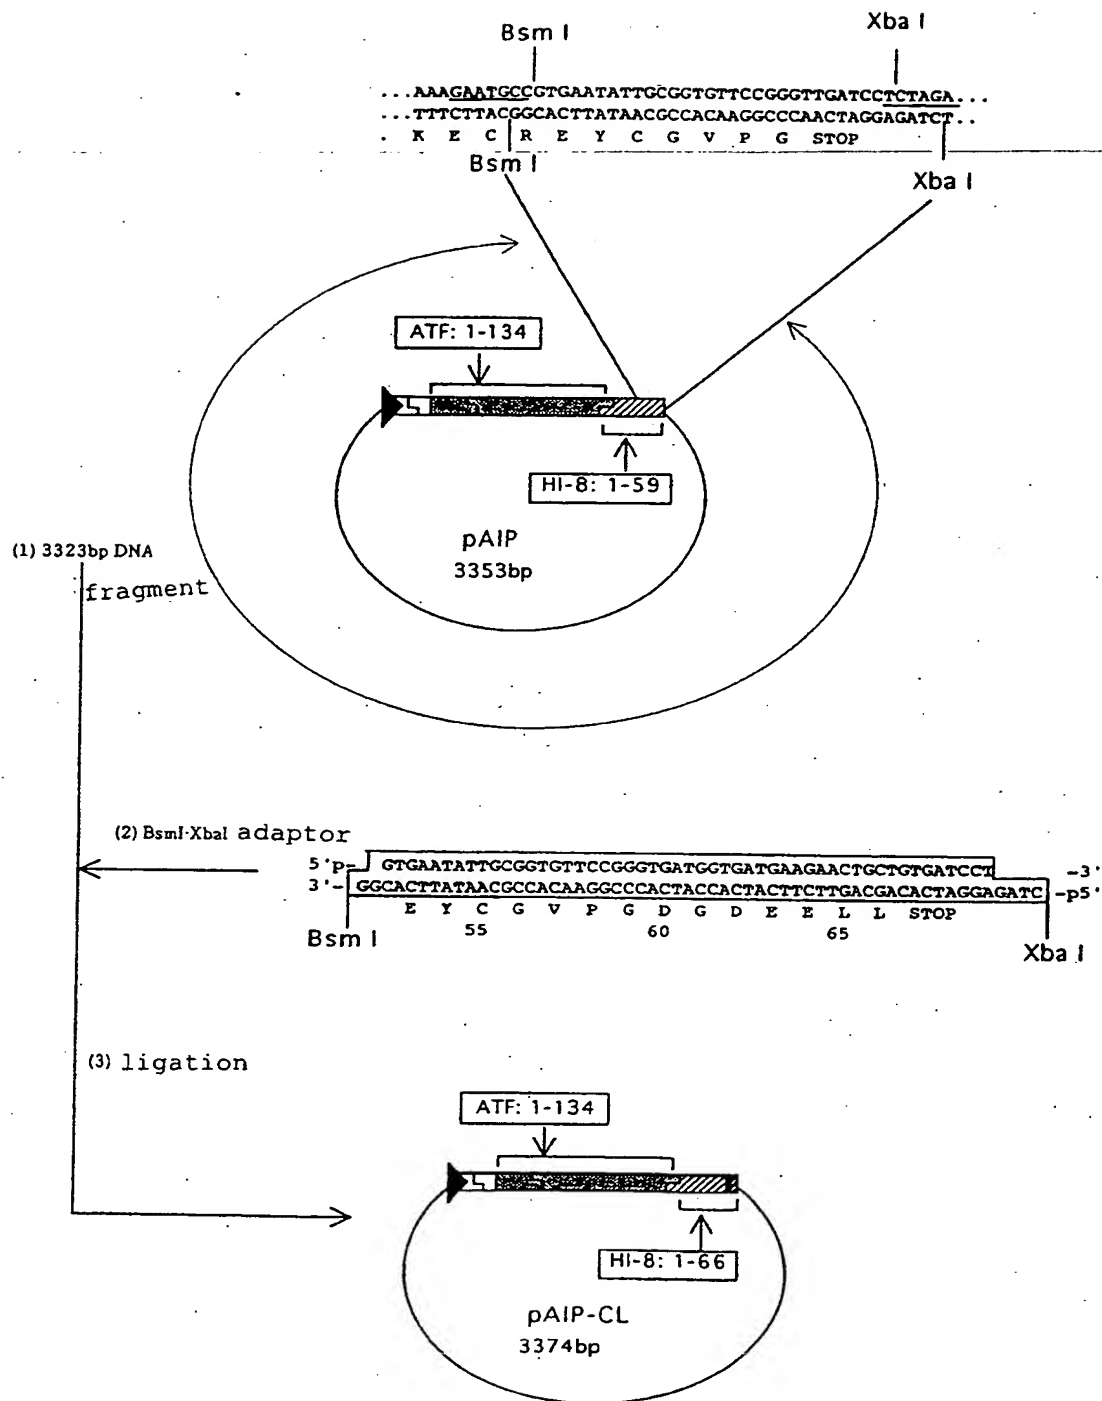 Bsm I Xba I
...AAAGAATGCCGTGAATATTGCGGTGTTCCGGGTTGATCCTCTAGA...
...TTTCTTACGGCACTTATAACGCCACAAGGCCCAACTAGGAGATCT..
. K E C R E Y C G V P G STOP
Bsm I Xba I
ATF: 1-134
HI-8: 1-59
pAIP
3353bp
(1) 3323bp DNA
fragment
(2) BsmI-XbaI adaptor
5'p- GTGAATATTGCGGTGTTCCGGGTGATGGTGATGAAGAACTGCTGTGATCCT -3'
3'- GGCACTTATAACGCCACAAGGCCCACTACCACTACTTCTTGACGACACTAGGAGATC -p5'
E Y C G V P G D G D E E L L STOP
Bsm I 55 60 65 Xba I
(3) ligation
ATF: 1-134
HI-8: 1-66
pAIP-CL
3374bp